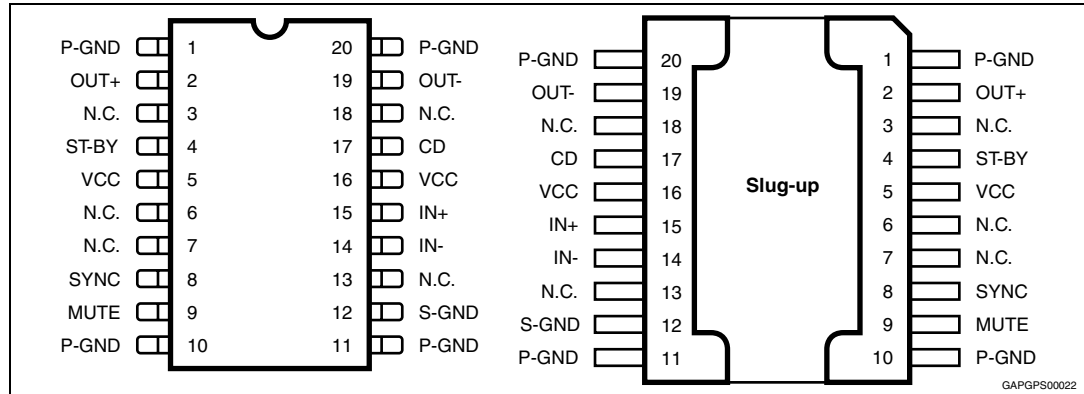 P-GND 1 20 P-GND
OUT+ 2 19 OUT-
N.C. 3 18 N.C.
ST-BY 4 17 CD
VCC 5 16 VCC
N.C. 6 15 IN+
N.C. 7 14 IN-
SYNC 8 13 N.C.
MUTE 9 12 S-GND
P-GND 10 11 P-GND
P-GND 20 1 P-GND
OUT- 19 2 OUT+
N.C. 18 3 N.C.
CD 17 4 ST-BY
VCC 16 Slug-up 5 VCC
IN+ 15 6 N.C.
IN- 14 7 N.C.
N.C. 13 8 SYNC
S-GND 12 9 MUTE
P-GND 11 10 P-GND
GAPGPS00022